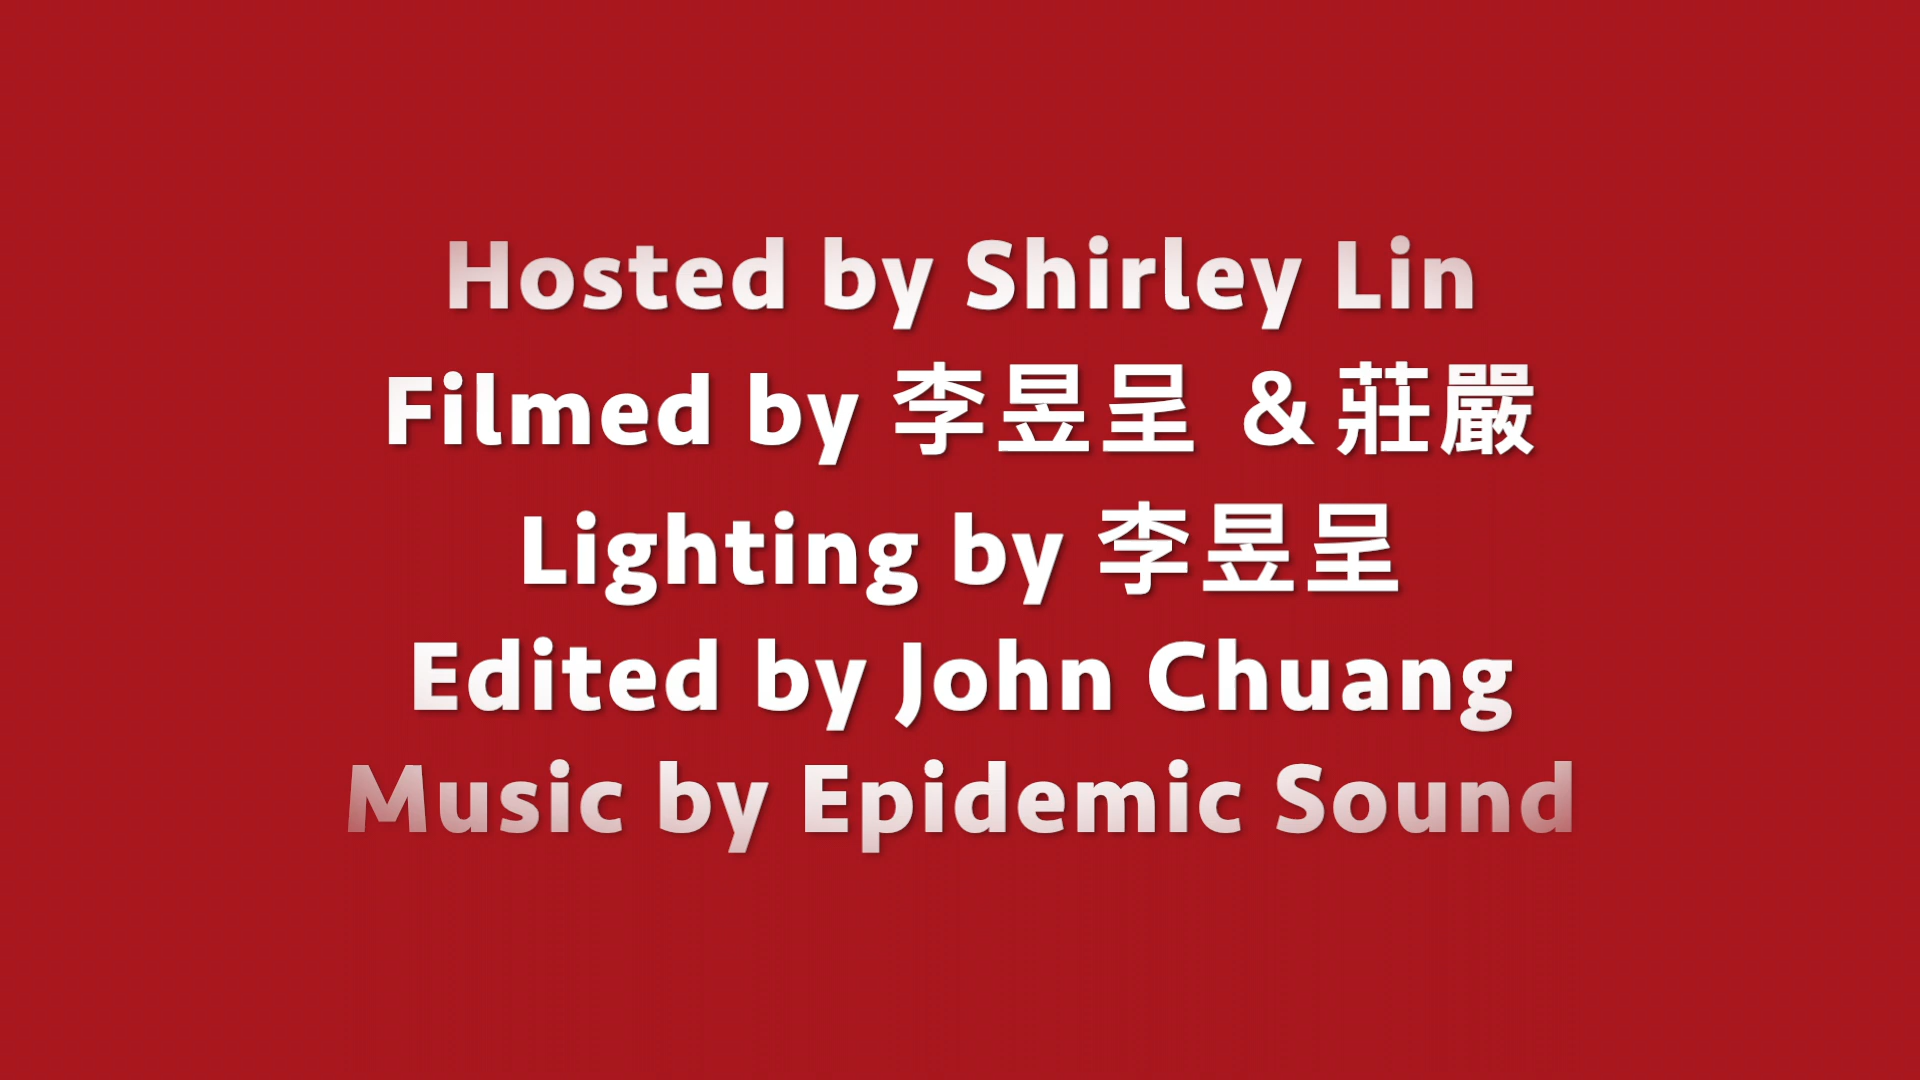 Hosted by Shirley Lin
Filmed by 李昱呈 ＆莊嚴
Lighting by 李昱呈
Edited by John Chuang
Music by Epidemic Sound